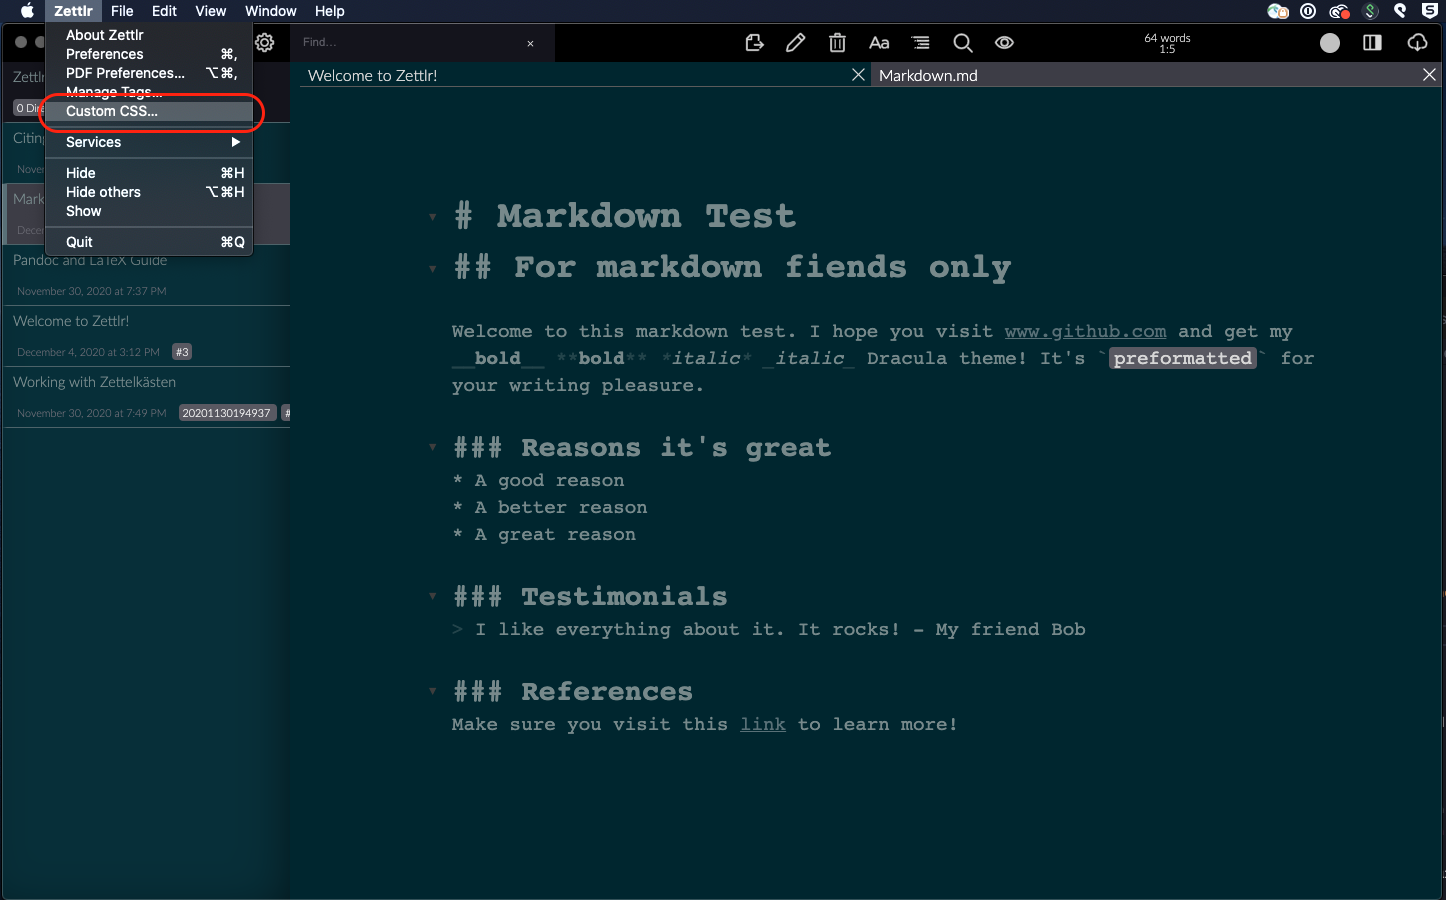 Zettlr File Edit View Window Help
About Zettlr
Preferences ⌘,
PDF Preferences... ⌥⌘,
Manage Tags...
Custom CSS...
Services ▶
Hide ⌘H
Hide others ⌥⌘H
Show
Quit ⌘Q
Find... ×
Aa
64 words
1:5
Zettlr
0 Dire
Citing
Nove
Mark
Decem
Pandoc and LaTeX Guide
November 30, 2020 at 7:37 PM
Welcome to Zettlr!
December 4, 2020 at 3:12 PM #3
Working with Zettelkästen
November 30, 2020 at 7:49 PM 20201130194937 #
Welcome to Zettlr! Markdown.md
# Markdown Test
## For markdown fiends only
Welcome to this markdown test. I hope you visit www.github.com and get my
__bold__ **bold** *italic* _italic_ Dracula theme! It's `preformatted` for
your writing pleasure.
### Reasons it's great
* A good reason
* A better reason
* A great reason
### Testimonials
> I like everything about it. It rocks! - My friend Bob
### References
Make sure you visit this link to learn more!